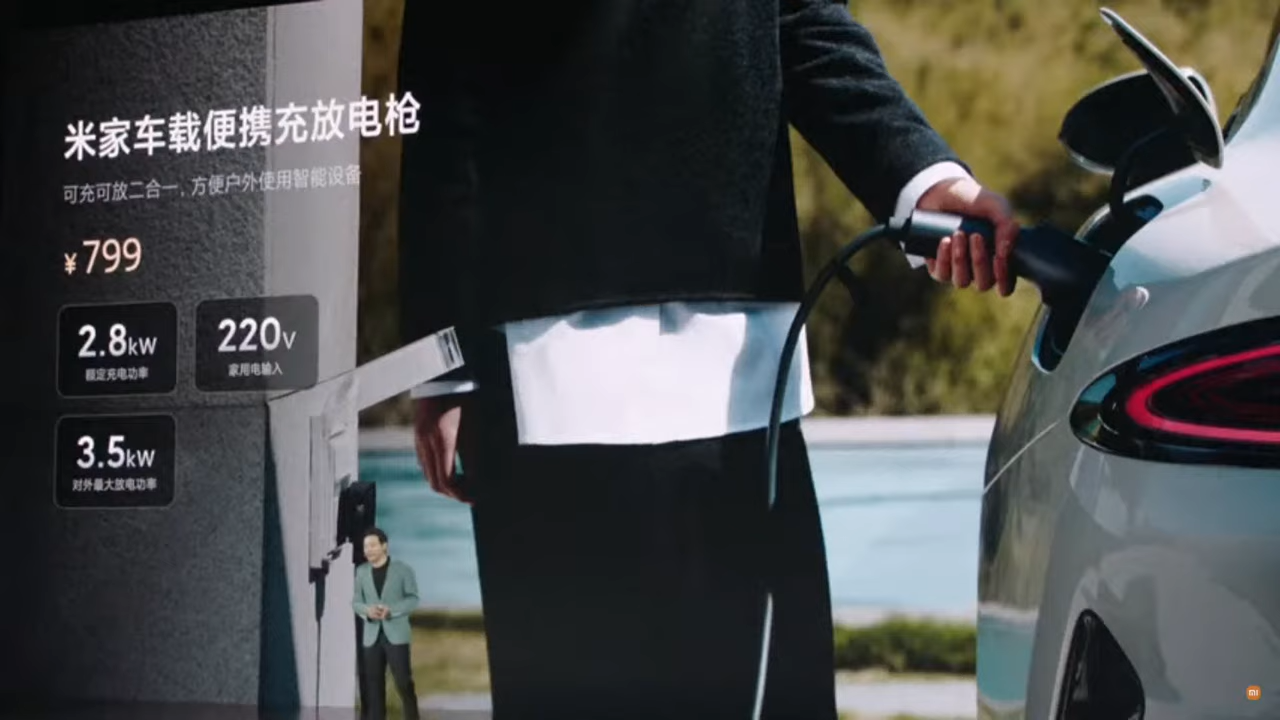 米家车载便携充放电枪
可充可放二合一，方便户外使用智能设备
¥799
2.8kW
额定充电功率
220V
家用电输入
3.5kW
对外最大放电功率
mi